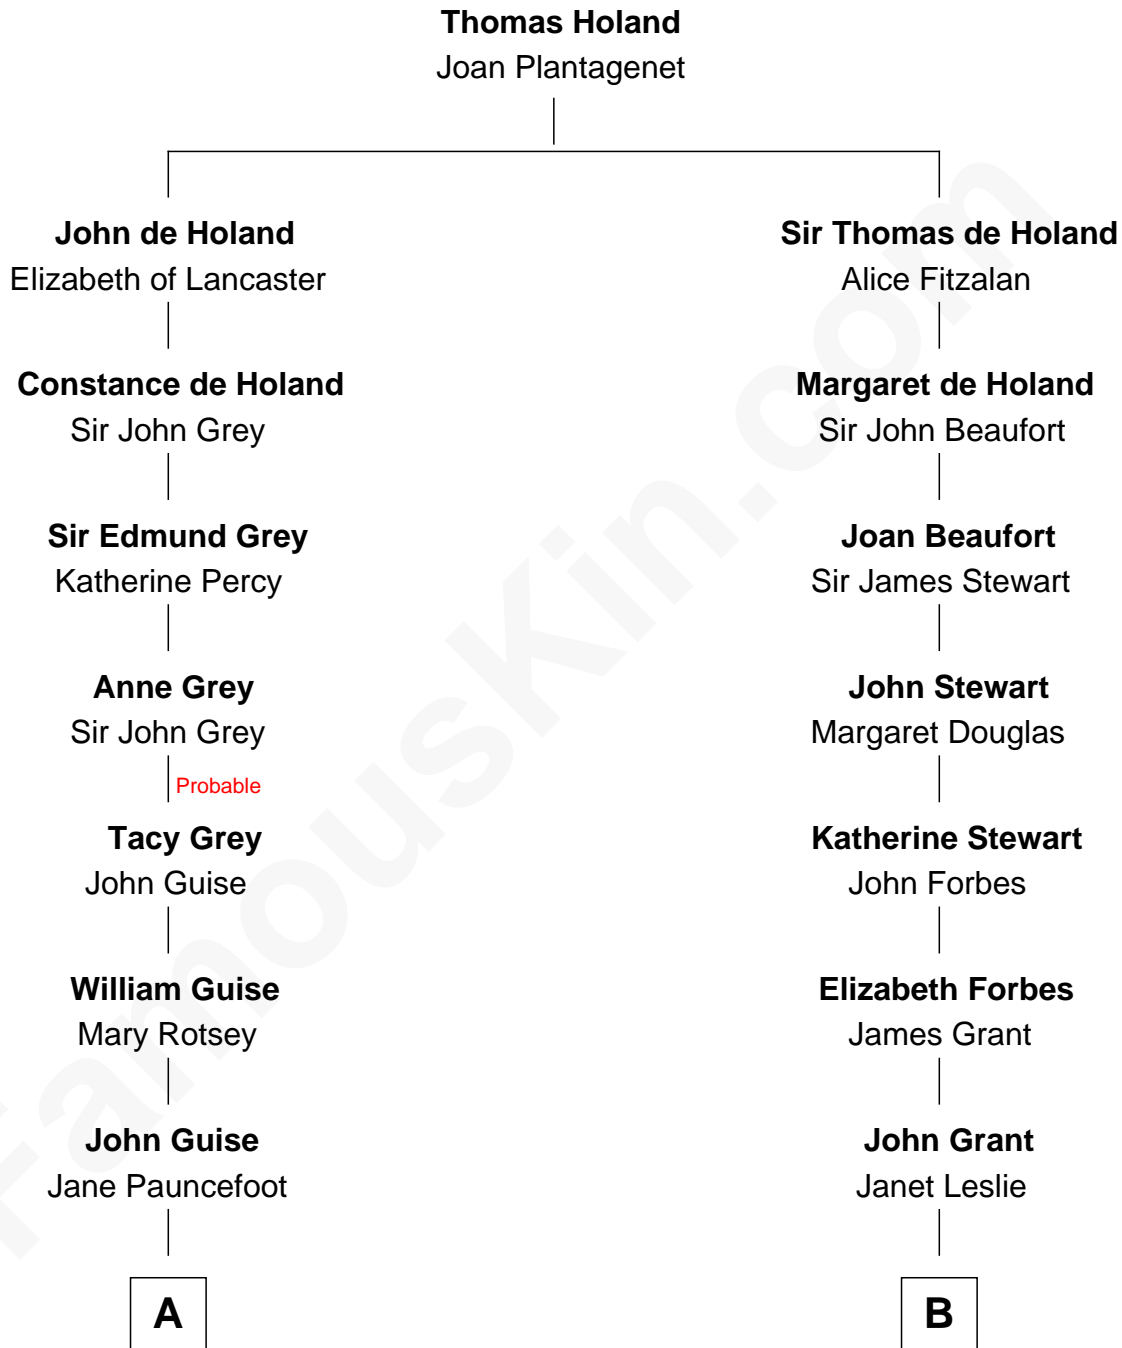 Thomas Holand
Joan Plantagenet
John de Holand
Elizabeth of Lancaster
Sir Thomas de Holand
Alice Fitzalan
Constance de Holand
Sir John Grey
Margaret de Holand
Sir John Beaufort
Sir Edmund Grey
Katherine Percy
Joan Beaufort
Sir James Stewart
Anne Grey
Sir John Grey
John Stewart
Margaret Douglas
Probable
Tacy Grey
John Guise
Katherine Stewart
John Forbes
William Guise
Mary Rotsey
Elizabeth Forbes
James Grant
John Guise
Jane Pauncefoot
John Grant
Janet Leslie
A
B
FamousKin.com